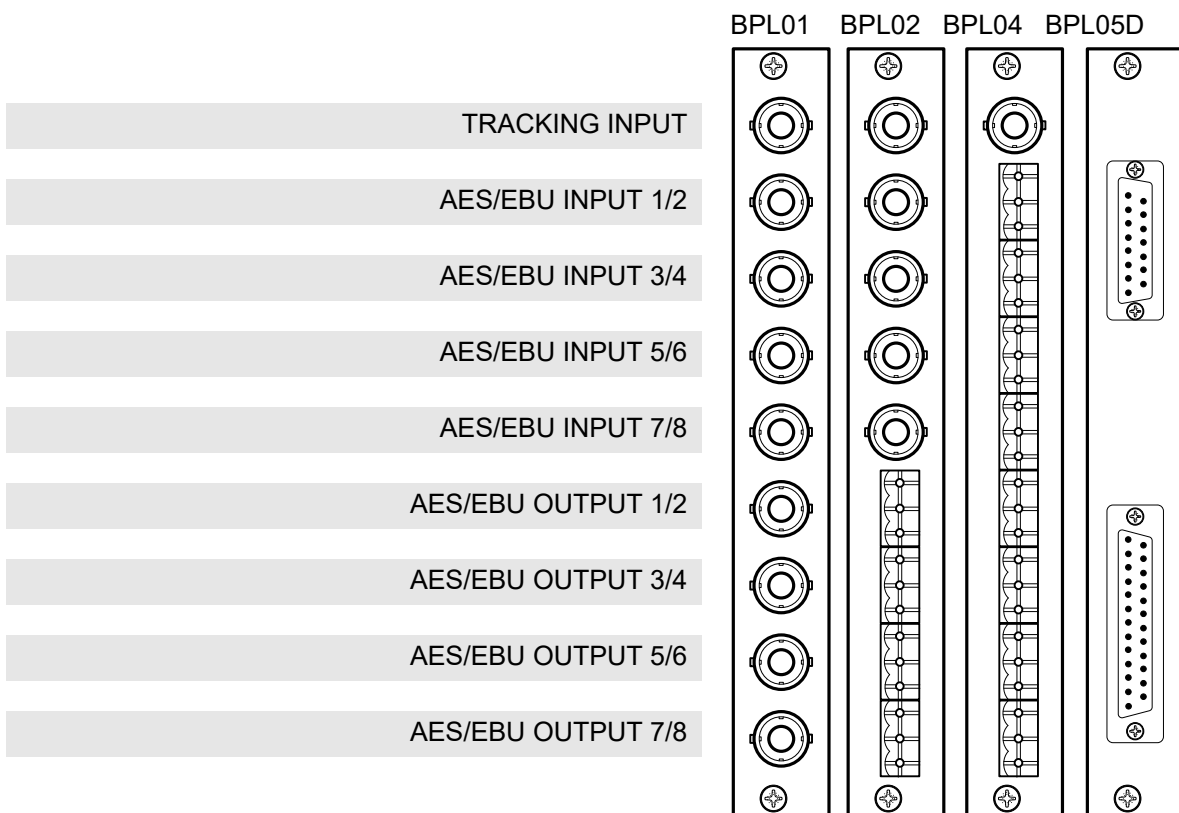 BPL01 BPL02 BPL04 BPL05D
TRACKING INPUT
AES/EBU INPUT 1/2
AES/EBU INPUT 3/4
AES/EBU INPUT 5/6
AES/EBU INPUT 7/8
AES/EBU OUTPUT 1/2
AES/EBU OUTPUT 3/4
AES/EBU OUTPUT 5/6
AES/EBU OUTPUT 7/8